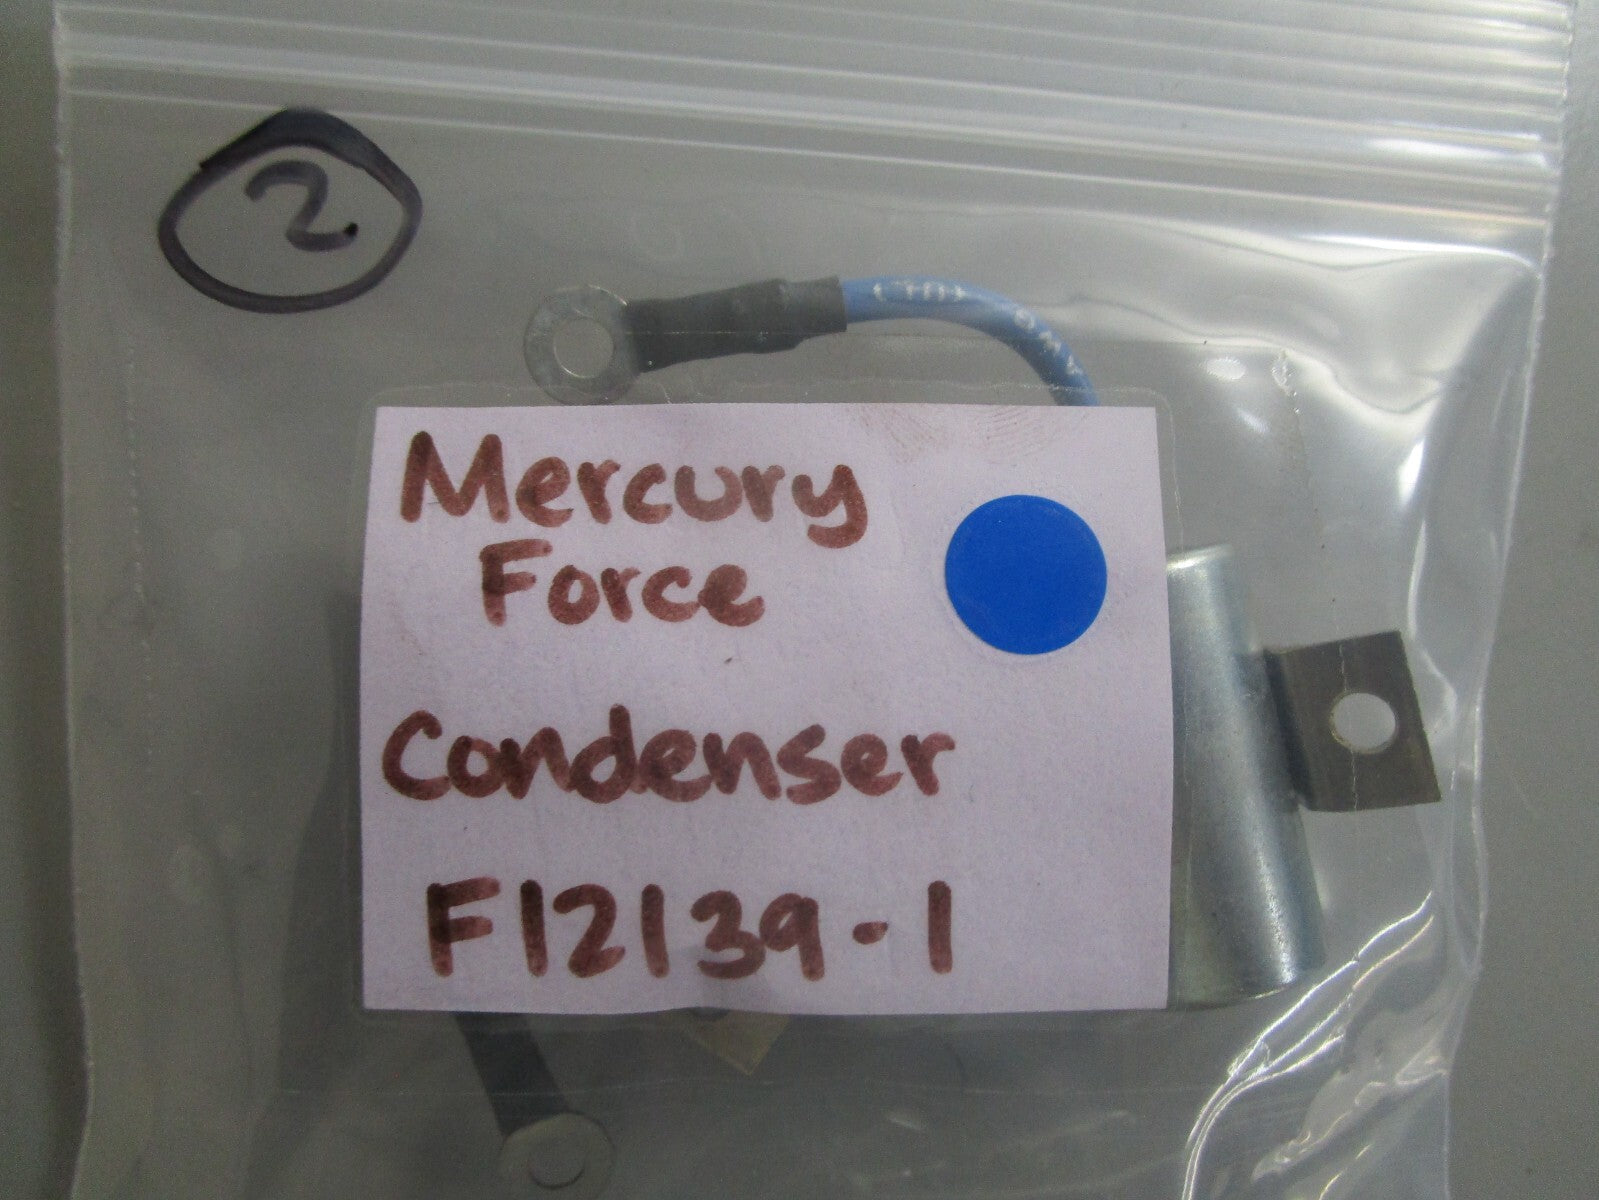 2
Mercury
Force
Condenser
F12139-1